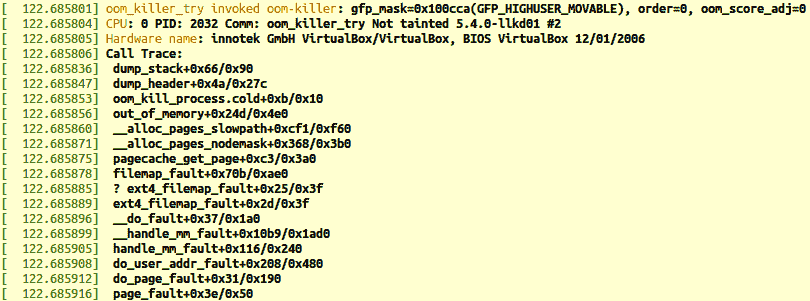 [  122.685801] oom_killer_try invoked oom-killer: gfp_mask=0x100cca(GFP_HIGHUSER_MOVABLE), order=0, oom_score_adj=0
[  122.685804] CPU: 0 PID: 2032 Comm: oom_killer_try Not tainted 5.4.0-llkd01 #2
[  122.685805] Hardware name: innotek GmbH VirtualBox/VirtualBox, BIOS VirtualBox 12/01/2006
[  122.685806] Call Trace:
[  122.685836]  dump_stack+0x66/0x90
[  122.685847]  dump_header+0x4a/0x27c
[  122.685853]  oom_kill_process.cold+0xb/0x10
[  122.685856]  out_of_memory+0x24d/0x4e0
[  122.685860]  __alloc_pages_slowpath+0xcf1/0xf60
[  122.685871]  __alloc_pages_nodemask+0x368/0x3b0
[  122.685875]  pagecache_get_page+0xc3/0x3a0
[  122.685878]  filemap_fault+0x70b/0xae0
[  122.685885]  ? ext4_filemap_fault+0x25/0x3f
[  122.685889]  ext4_filemap_fault+0x2d/0x3f
[  122.685896]  __do_fault+0x37/0x1a0
[  122.685899]  __handle_mm_fault+0x10b9/0x1ad0
[  122.685905]  handle_mm_fault+0x116/0x240
[  122.685908]  do_user_addr_fault+0x208/0x480
[  122.685912]  do_page_fault+0x31/0x190
[  122.685916]  page_fault+0x3e/0x50